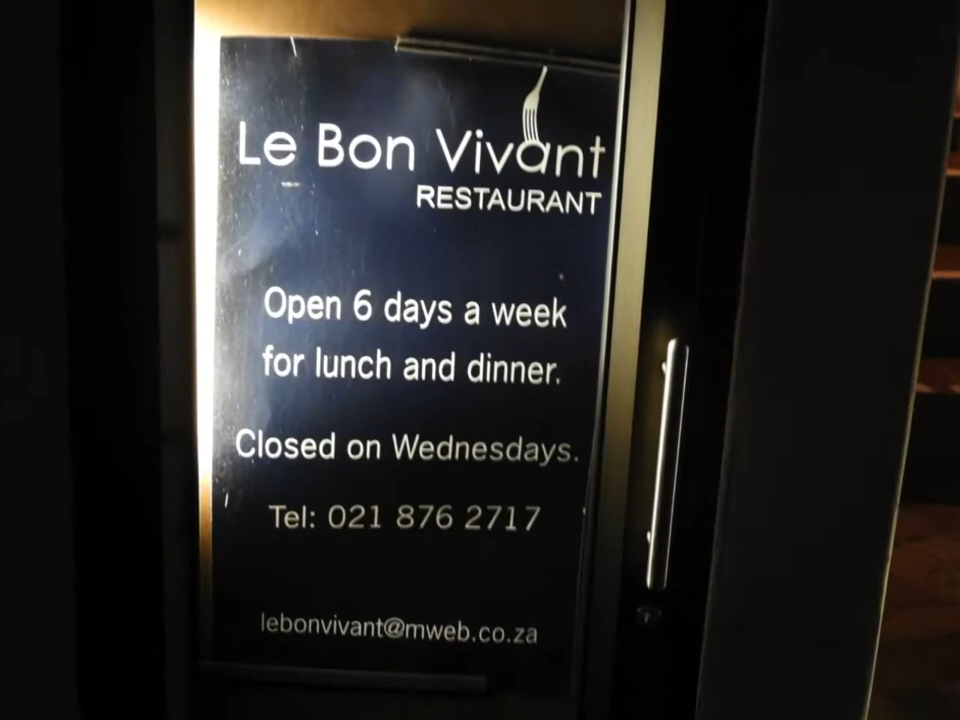 Le Bon Vivant
RESTAURANT
Open 6 days a week
for lunch and dinner.
Closed on Wednesdays.
Tel: 021 876 2717
lebonvivant@mweb.co.za